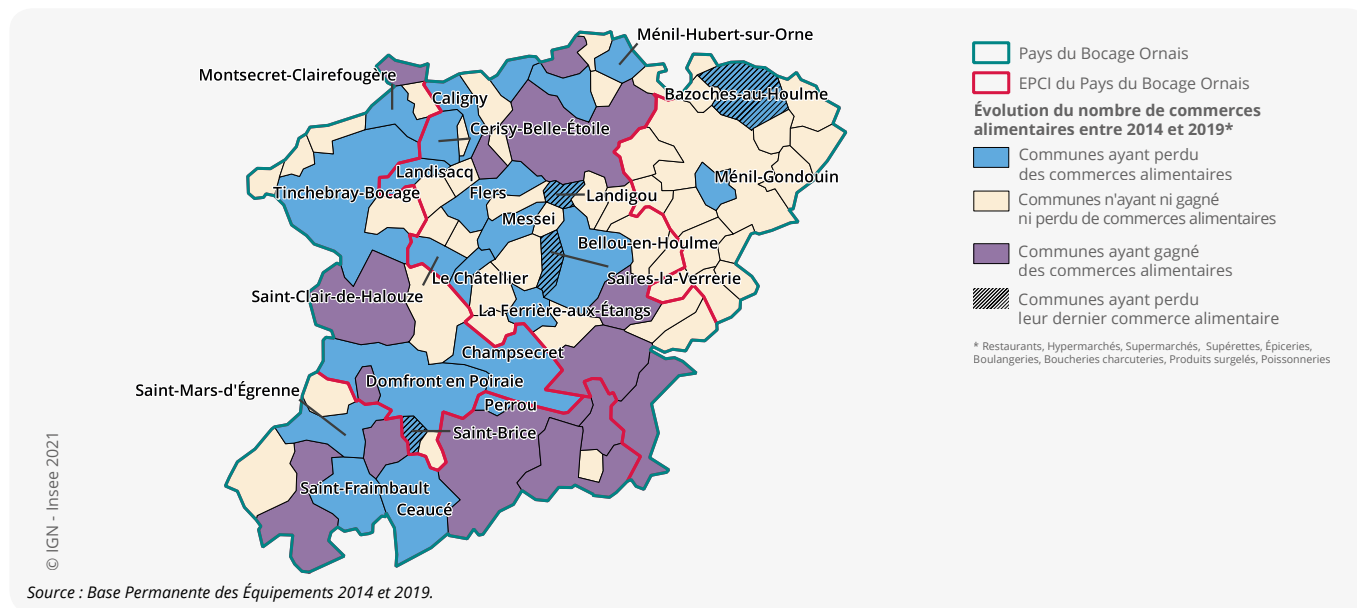 Ménil-Hubert-sur-Orne
Montsecret-Clairefougère
Caligny
Bazoches-au-Houlme
Cerisy-Belle-Étoile
Landisacq
Ménil-Gondouin
Tinchebray-Bocage
Flers
Landigou
Messei
Bellou-en-Houlme
Le Châtellier
Saires-la-Verrerie
Saint-Clair-de-Halouze
La Ferrière-aux-Étangs
Champsecret
Domfront en Poiraie
Saint-Mars-d'Égrenne
Perrou
Saint-Brice
Saint-Fraimbault
Ceaucé
Pays du Bocage Ornais
EPCI du Pays du Bocage Ornais
Évolution du nombre de commerces
alimentaires entre 2014 et 2019*
Communes ayant perdu
des commerces alimentaires
Communes n'ayant ni gagné
ni perdu de commerces alimentaires
Communes ayant gagné
des commerces alimentaires
Communes ayant perdu
leur dernier commerce alimentaire
* Restaurants, Hypermarchés, Supermarchés, Supérettes, Épiceries,
Boulangeries, Boucheries charcuteries, Produits surgelés, Poissonneries
© IGN - Insee 2021
Source : Base Permanente des Équipements 2014 et 2019.